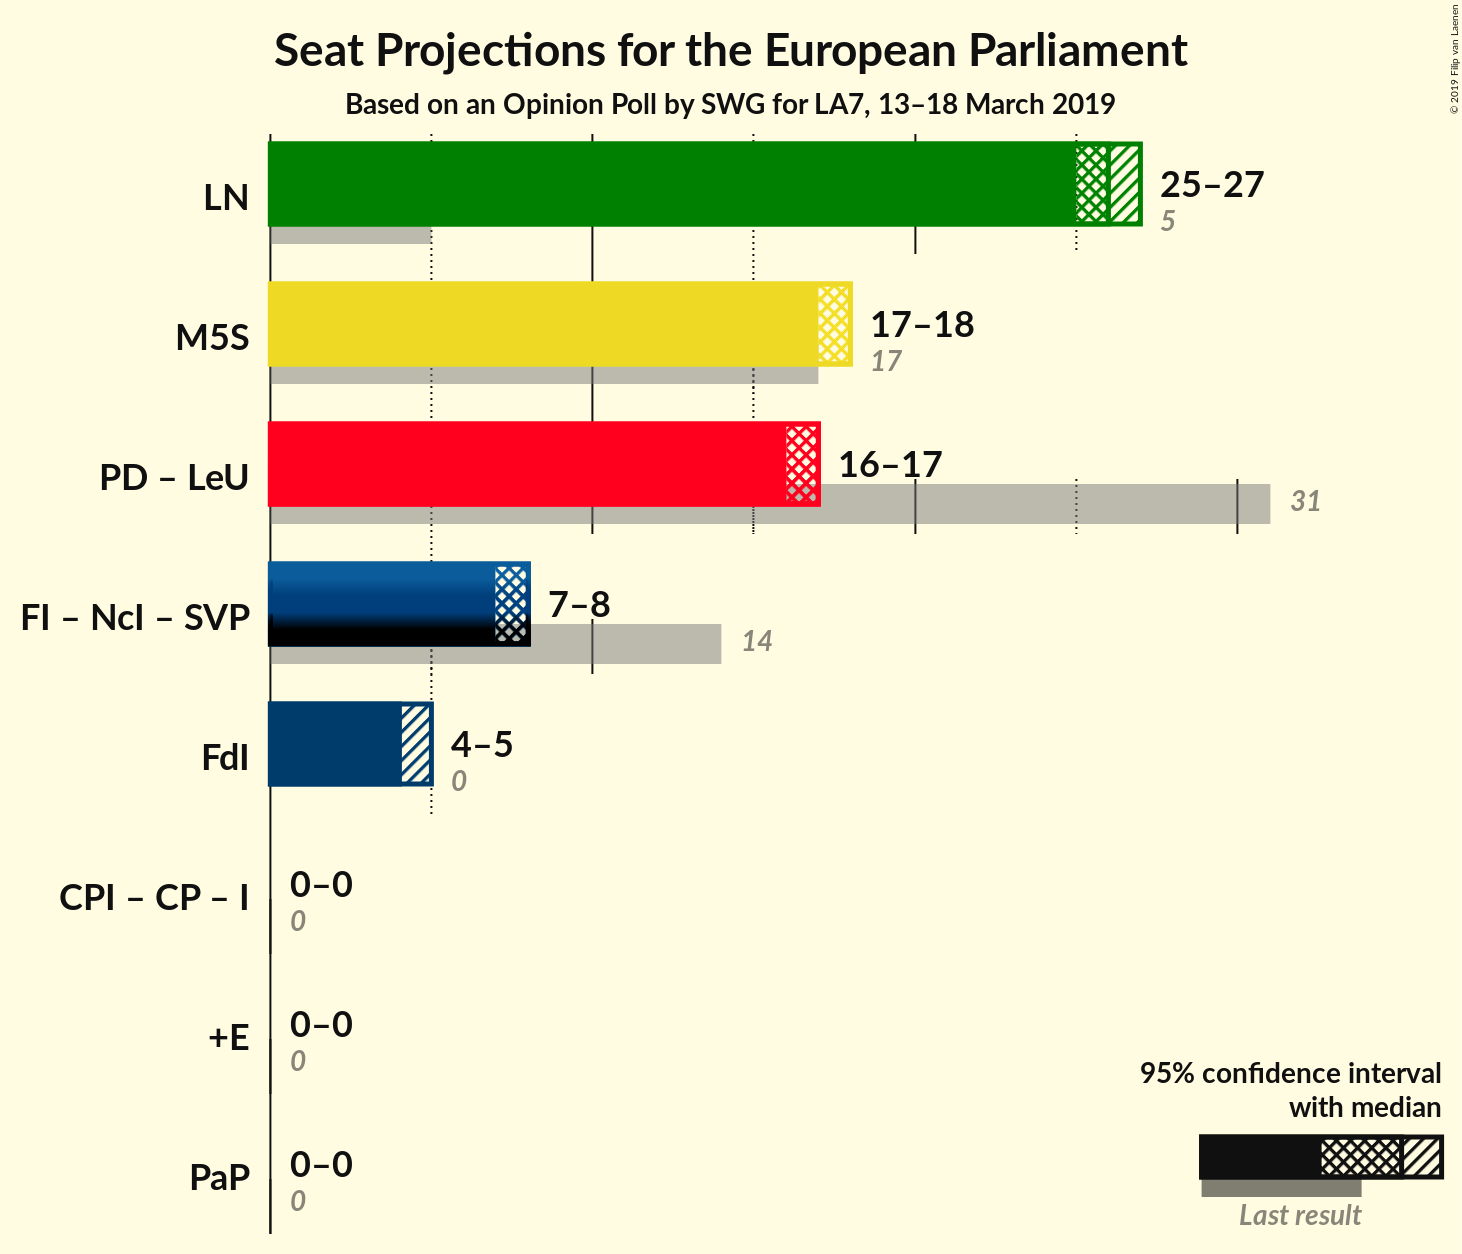 Seat Projections for the European Parliament
Based on an Opinion Poll by SWG for LA7, 13–18 March 2019
© 2019 Filip van Laenen
LN
25–27
5
M5S
17–18
17
PD – LeU
16–17
31
FI – NcI – SVP
7–8
14
FdI
4–5
0
CPI – CP – I
0–0
0
+E
0–0
0
PaP
0–0
0
95% confidence interval
with median
Last result